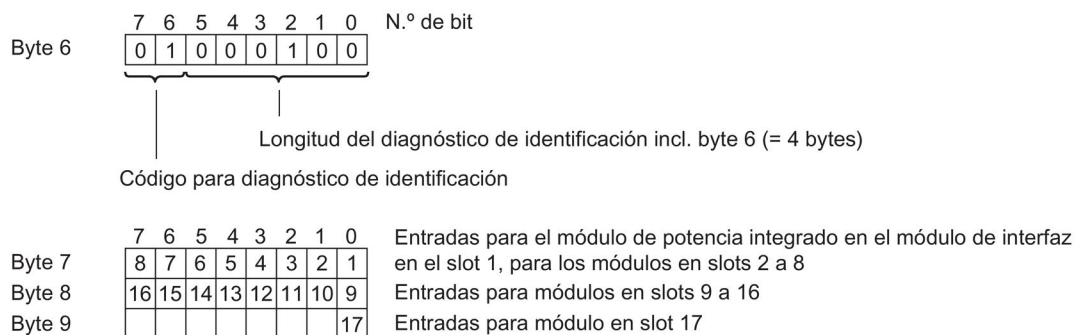 7 6 5 4 3 2 1 0 N.º de bit
Byte 6 0 1 0 0 0 1 0 0
Longitud del diagnóstico de identificación incl. byte 6 (= 4 bytes)
Código para diagnóstico de identificación
7 6 5 4 3 2 1 0 Entradas para el módulo de potencia integrado en el módulo de interfaz
Byte 7 8 7 6 5 4 3 2 1 en el slot 1, para los módulos en slots 2 a 8
Byte 8 16 15 14 13 12 11 10 9 Entradas para módulos en slots 9 a 16
Byte 9 17 Entradas para módulo en slot 17